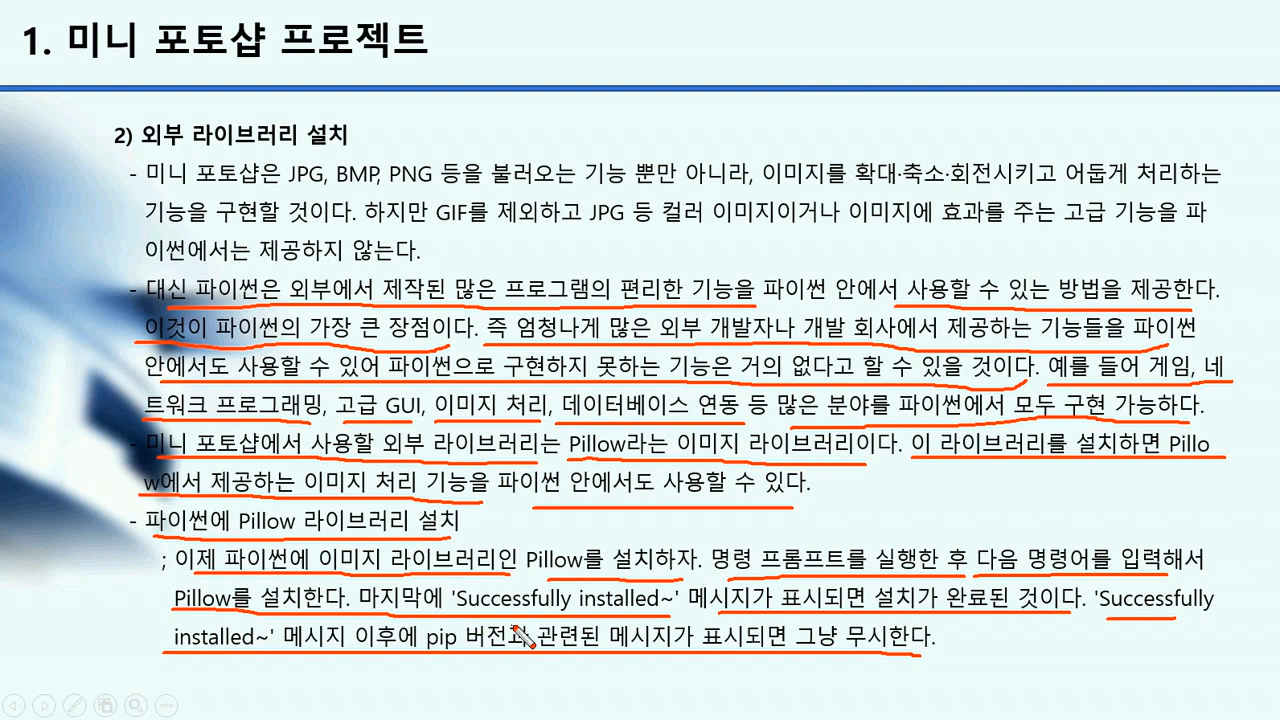 1. 미니 포토샵 프로젝트
2) 외부 라이브러리 설치
- 미니 포토샵은 JPG, BMP, PNG 등을 불러오는 기능 뿐만 아니라, 이미지를 확대·축소·회전시키고 어둡게 처리하는
기능을 구현할 것이다. 하지만 GIF를 제외하고 JPG 등 컬러 이미지이거나 이미지에 효과를 주는 고급 기능을 파
이썬에서는 제공하지 않는다.
- 대신 파이썬은 외부에서 제작된 많은 프로그램의 편리한 기능을 파이썬 안에서 사용할 수 있는 방법을 제공한다.
이것이 파이썬의 가장 큰 장점이다. 즉 엄청나게 많은 외부 개발자나 개발 회사에서 제공하는 기능들을 파이썬
안에서도 사용할 수 있어 파이썬으로 구현하지 못하는 기능은 거의 없다고 할 수 있을 것이다. 예를 들어 게임, 네
트워크 프로그래밍, 고급 GUI, 이미지 처리, 데이터베이스 연동 등 많은 분야를 파이썬에서 모두 구현 가능하다.
- 미니 포토샵에서 사용할 외부 라이브러리는 Pillow라는 이미지 라이브러리이다. 이 라이브러리를 설치하면 Pillo
w에서 제공하는 이미지 처리 기능을 파이썬 안에서도 사용할 수 있다.
- 파이썬에 Pillow 라이브러리 설치
; 이제 파이썬에 이미지 라이브러리인 Pillow를 설치하자. 명령 프롬프트를 실행한 후 다음 명령어를 입력해서
Pillow를 설치한다. 마지막에 'Successfully installed~' 메시지가 표시되면 설치가 완료된 것이다. 'Successfully
installed~' 메시지 이후에 pip 버전과 관련된 메시지가 표시되면 그냥 무시한다.